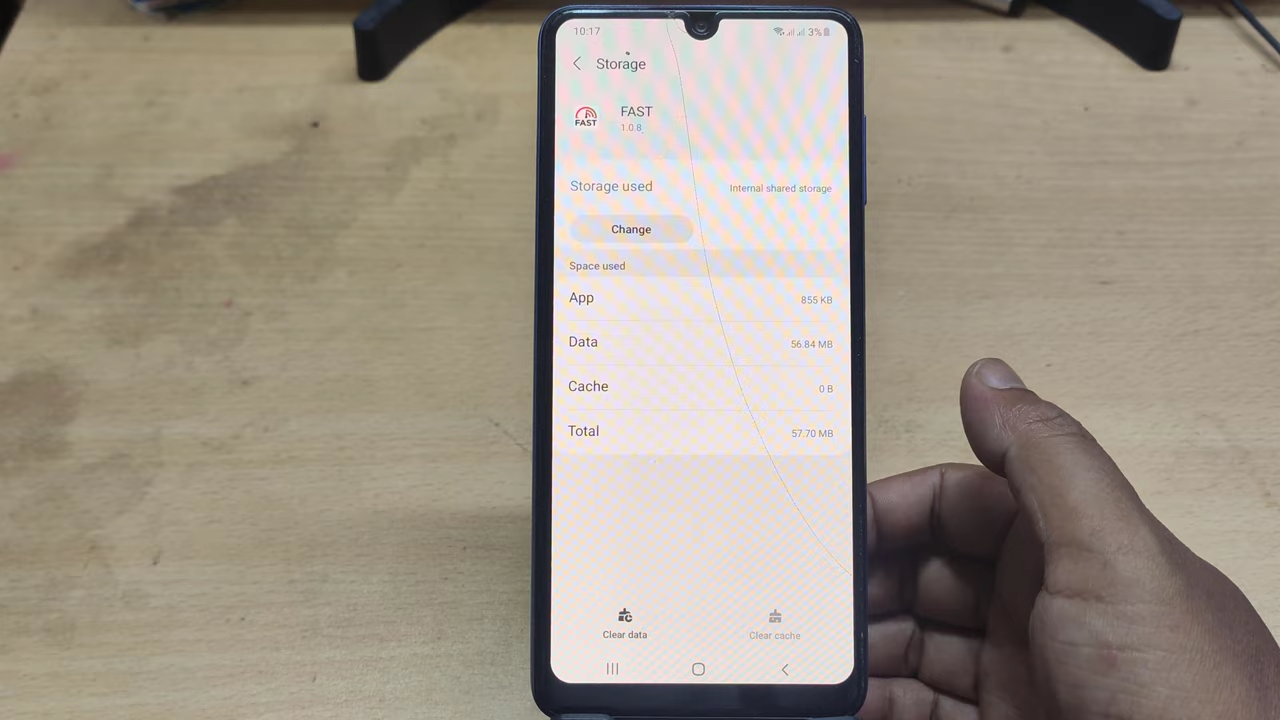 10:17 3%
Storage
FAST
FAST
1.0.8
Storage used Internal shared storage
Change
Space used
App 855 KB
Data 56.84 MB
Cache 0 B
Total 57.70 MB
Clear data Clear cache